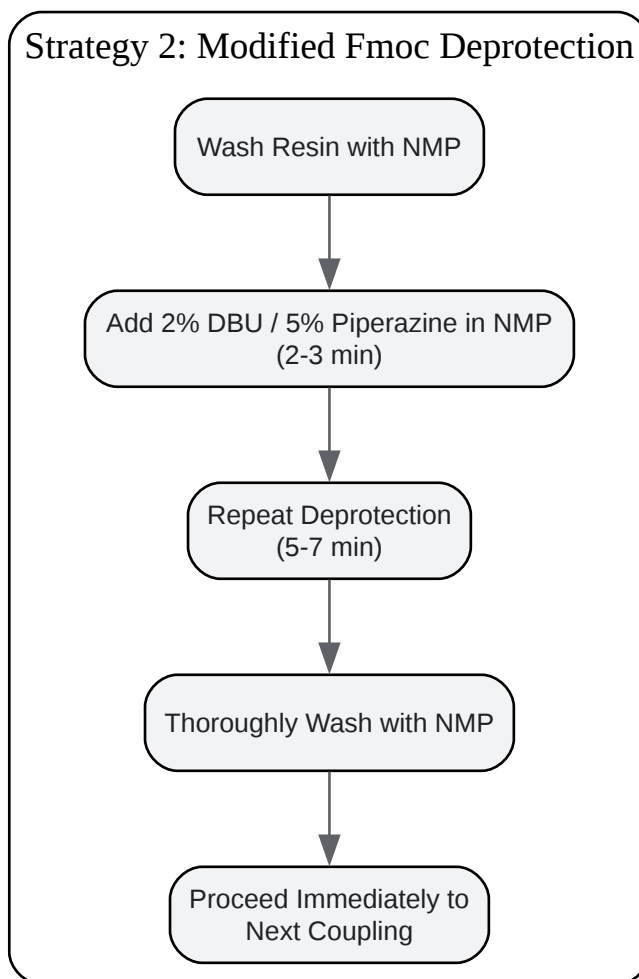 Strategy 2: Modified Fmoc Deprotection
Wash Resin with NMP
Add 2% DBU / 5% Piperazine in NMP
(2-3 min)
Repeat Deprotection
(5-7 min)
Thoroughly Wash with NMP
Proceed Immediately to
Next Coupling